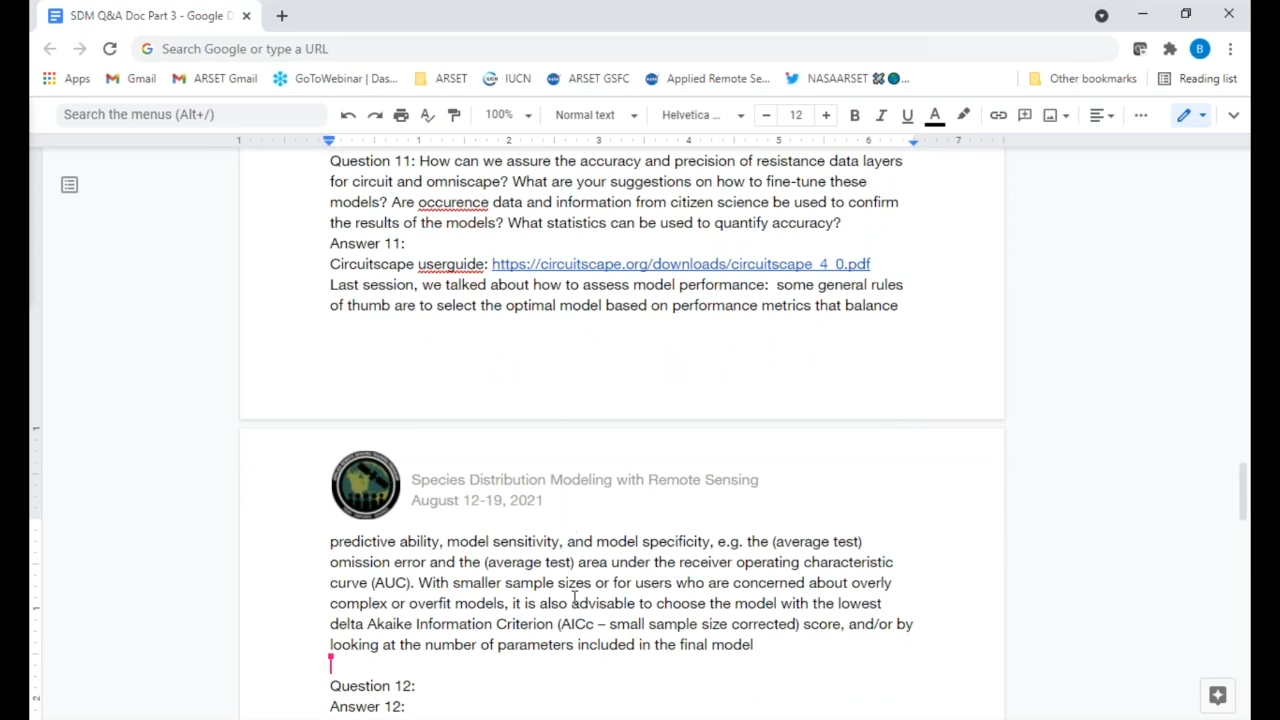 SDM Q&A Doc Part 3 - Google D
Search Google or type a URL
B
Apps Gmail ARSET Gmail GoToWebinar | Das... ARSET IUCN ARSET GSFC Applied Remote Se... NASAARSET Other bookmarks Reading list
Search the menus (Alt+/) 100% Normal text Helvetica ... 12 B I U A
1 1 2 3 4 5 6 7
Question 11: How can we assure the accuracy and precision of resistance data layers
for circuit and omniscape? What are your suggestions on how to fine-tune these
models? Are occurence data and information from citizen science be used to confirm
the results of the models? What statistics can be used to quantify accuracy?
Answer 11:
Circuitscape userguide: https://circuitscape.org/downloads/circuitscape_4_0.pdf
Last session, we talked about how to assess model performance: some general rules
of thumb are to select the optimal model based on performance metrics that balance
Species Distribution Modeling with Remote Sensing
August 12-19, 2021
predictive ability, model sensitivity, and model specificity, e.g. the (average test)
omission error and the (average test) area under the receiver operating characteristic
curve (AUC). With smaller sample sizes or for users who are concerned about overly
complex or overfit models, it is also advisable to choose the model with the lowest
delta Akaike Information Criterion (AICc – small sample size corrected) score, and/or by
looking at the number of parameters included in the final model
Question 12:
Answer 12: